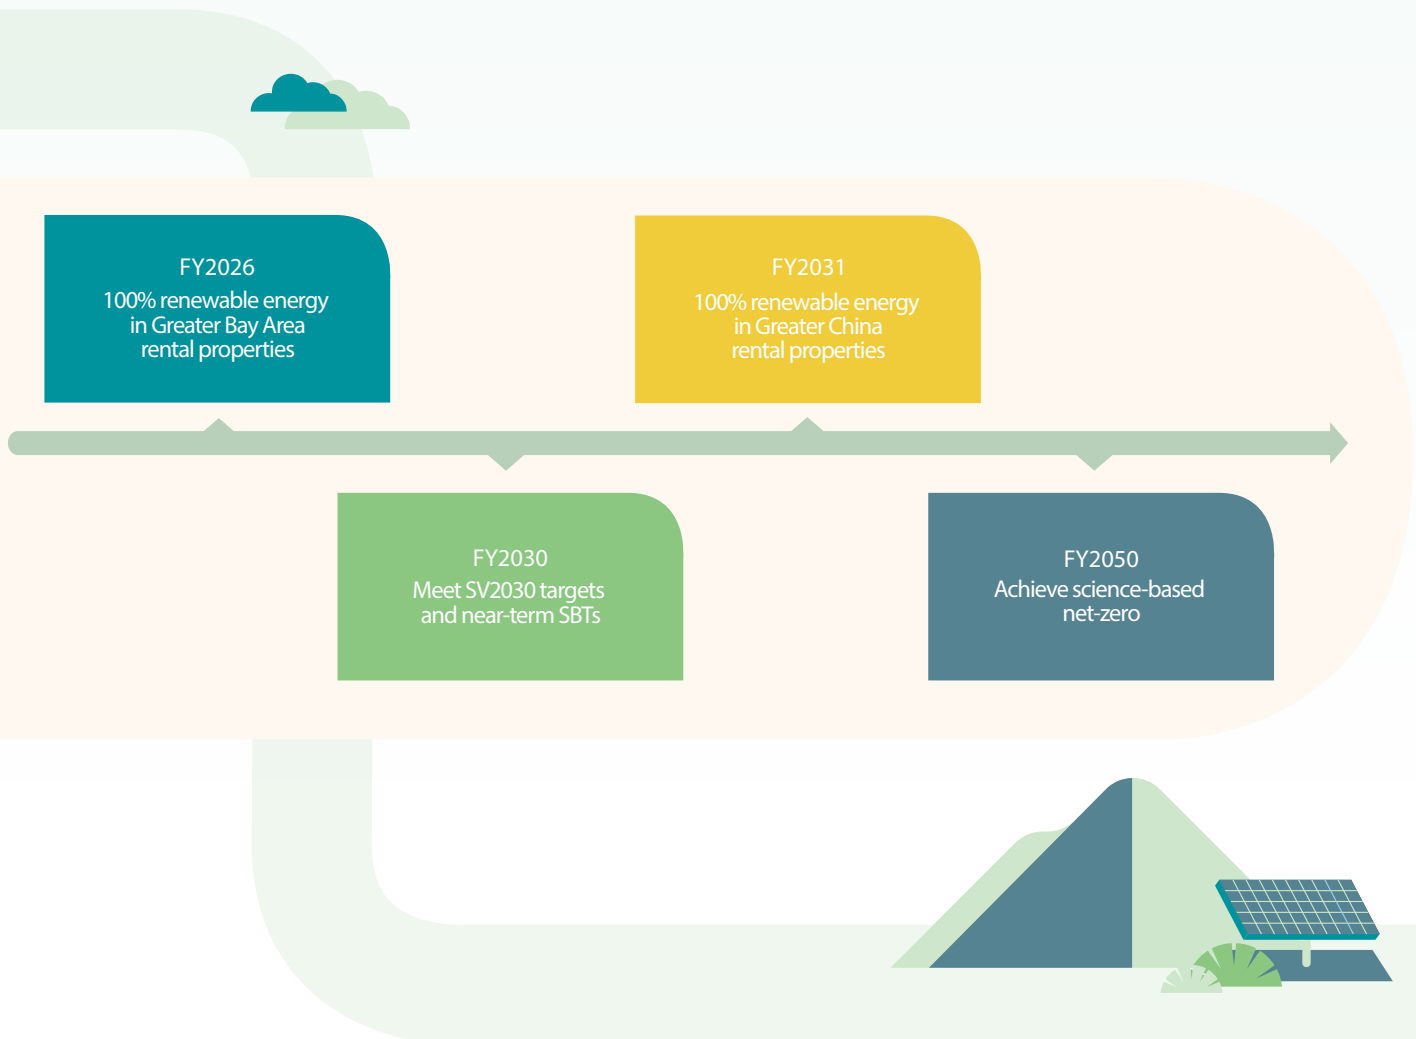 FY2026
100% renewable energy
in Greater Bay Area
rental properties
FY2030
Meet SV2030 targets
and near-term SBTs
FY2031
100% renewable energy
in Greater China
rental properties
FY2050
Achieve science-based
net-zero